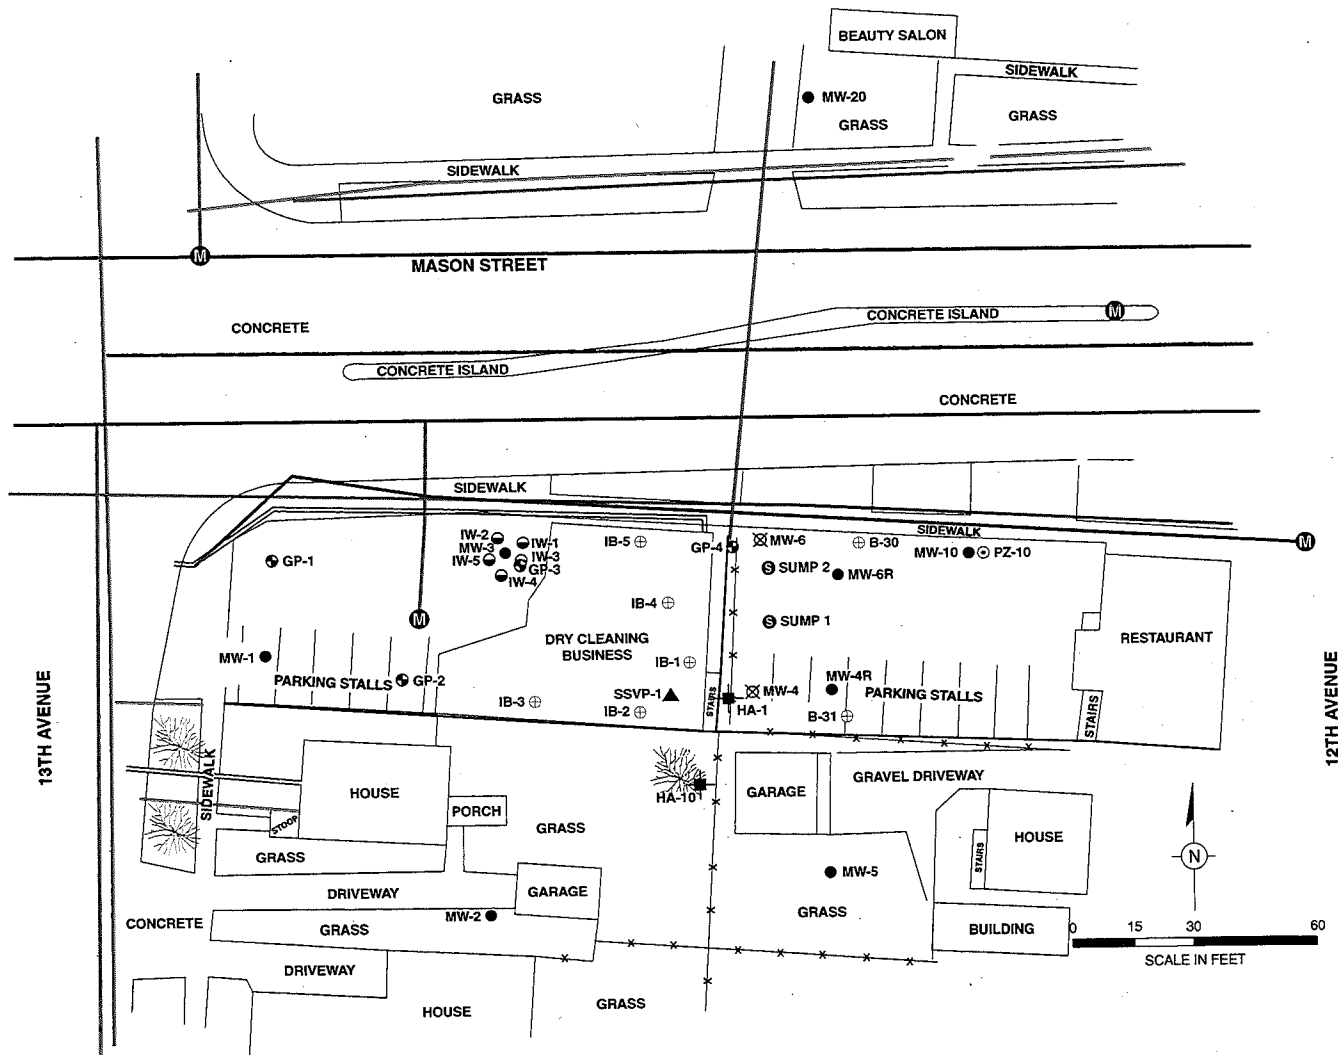 BEAUTY SALON
SIDEWALK
GRASS
MW-20
GRASS
GRASS
SIDEWALK
M
MASON STREET
CONCRETE
CONCRETE ISLAND
M
CONCRETE ISLAND
CONCRETE
SIDEWALK
SIDEWALK
IW-2
IW-1
MW-3
IW-3
IW-5
GP-3
IW-4
GP-1
IB-5
GP-4
MW-6
B-30
MW-10
PZ-10
M
S SUMP 2
MW-6R
IB-4
M
S SUMP 1
DRY CLEANING
BUSINESS
RESTAURANT
MW-1
IB-1
PARKING STALLS
GP-2
SSVP-1
IB-3
IB-2
STAIRS
HA-1
MW-4
MW-4R
PARKING STALLS
B-31
STAIRS
13TH AVENUE
12TH AVENUE
SIDEWALK
HOUSE
PORCH
STOOP
GRASS
HA-101
GARAGE
GRAVEL DRIVEWAY
GRASS
STAIRS
HOUSE
N
DRIVEWAY
GARAGE
MW-5
CONCRETE
MW-2
GRASS
GRASS
BUILDING
0 15 30 60
SCALE IN FEET
DRIVEWAY
HOUSE
GRASS